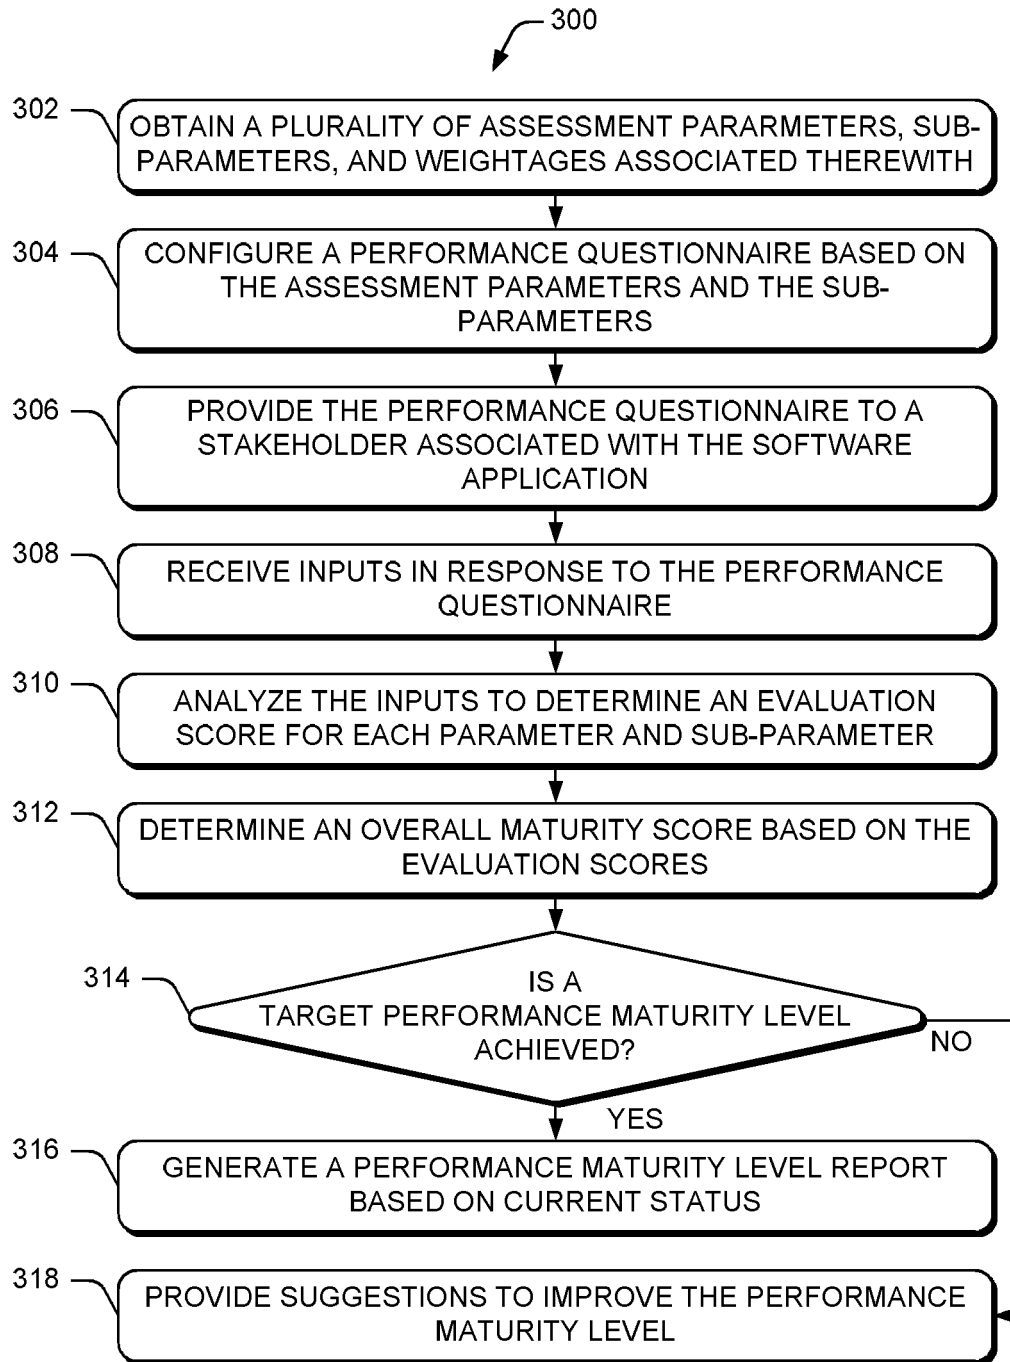 300
302
OBTAIN A PLURALITY OF ASSESSMENT PARARMETERS, SUB-
PARAMETERS, AND WEIGHTAGES ASSOCIATED THEREWITH
304
CONFIGURE A PERFORMANCE QUESTIONNAIRE BASED ON
THE ASSESSMENT PARAMETERS AND THE SUB-
PARAMETERS
306
PROVIDE THE PERFORMANCE QUESTIONNAIRE TO A
STAKEHOLDER ASSOCIATED WITH THE SOFTWARE
APPLICATION
308
RECEIVE INPUTS IN RESPONSE TO THE PERFORMANCE
QUESTIONNAIRE
310
ANALYZE THE INPUTS TO DETERMINE AN EVALUATION
SCORE FOR EACH PARAMETER AND SUB-PARAMETER
312
DETERMINE AN OVERALL MATURITY SCORE BASED ON THE
EVALUATION SCORES
314
IS A
TARGET PERFORMANCE MATURITY LEVEL
ACHIEVED?
NO
YES
316
GENERATE A PERFORMANCE MATURITY LEVEL REPORT
BASED ON CURRENT STATUS
318
PROVIDE SUGGESTIONS TO IMPROVE THE PERFORMANCE
MATURITY LEVEL